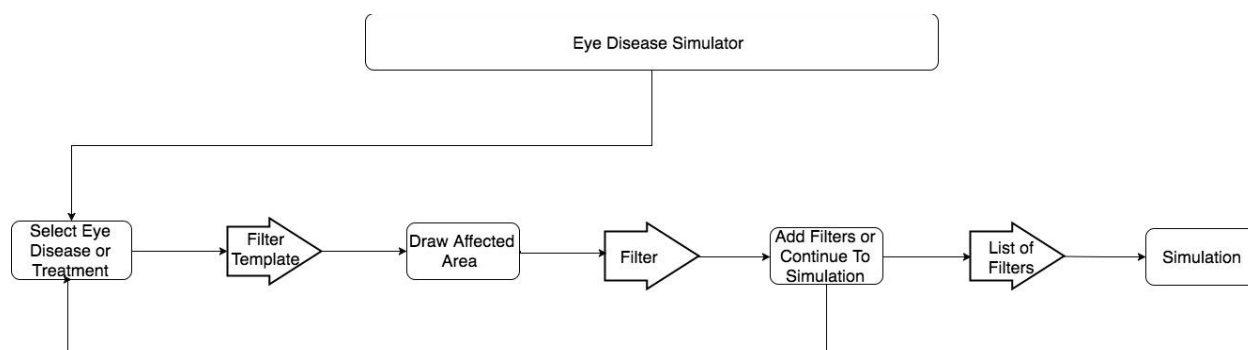 Eye Disease Simulator
Select Eye
Disease or
Treatment
Filter
Template
Draw Affected
Area
Filter
Add Filters or
Continue To
Simulation
List of
Filters
Simulation